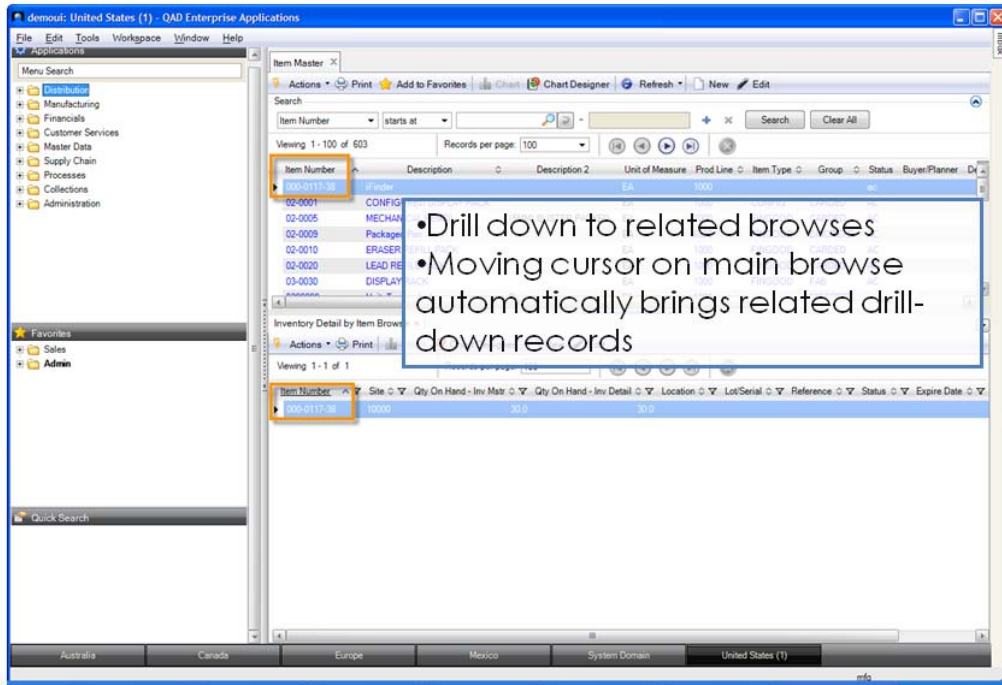 demoui: United States (1) - QAD Enterprise Applications
File Edit Tools Workspace Window Help
Inbox
Applications
Item Master
Menu Search
Actions Print Add to Favorites Chart Chart Designer Refresh New Edit
Distribution
Manufacturing
Financials
Customer Services
Master Data
Supply Chain
Processes
Collections
Administration
Search
Item Number starts at - Search Clear All
Viewing 1 - 100 of 603 Records per page: 100
Item Number Description Description 2 Unit of Measure Prod Line Item Type Group Status Buyer/Planner
000-0117-38 iFinder EA 1000 ac
02-0001
02-0005
02-0009 Packaged
02-0010 ERASER
02-0020
03-0030 DISPLAY
•Drill down to related browses
•Moving cursor on main browse
automatically brings related drill-
down records
Inventory Detail by Item Browse
Actions Print
Viewing 1 - 1 of 1
Item Number Site Qty On Hand - Inv Mstr Qty On Hand - Inv Detail Location Lot/Serial Reference Status Expire Date
000-0117-38 10000 30.0 30.0
Favorites
Sales
Admin
Quick Search
Australia Canada Europe Mexico System Domain United States (1)
mfg